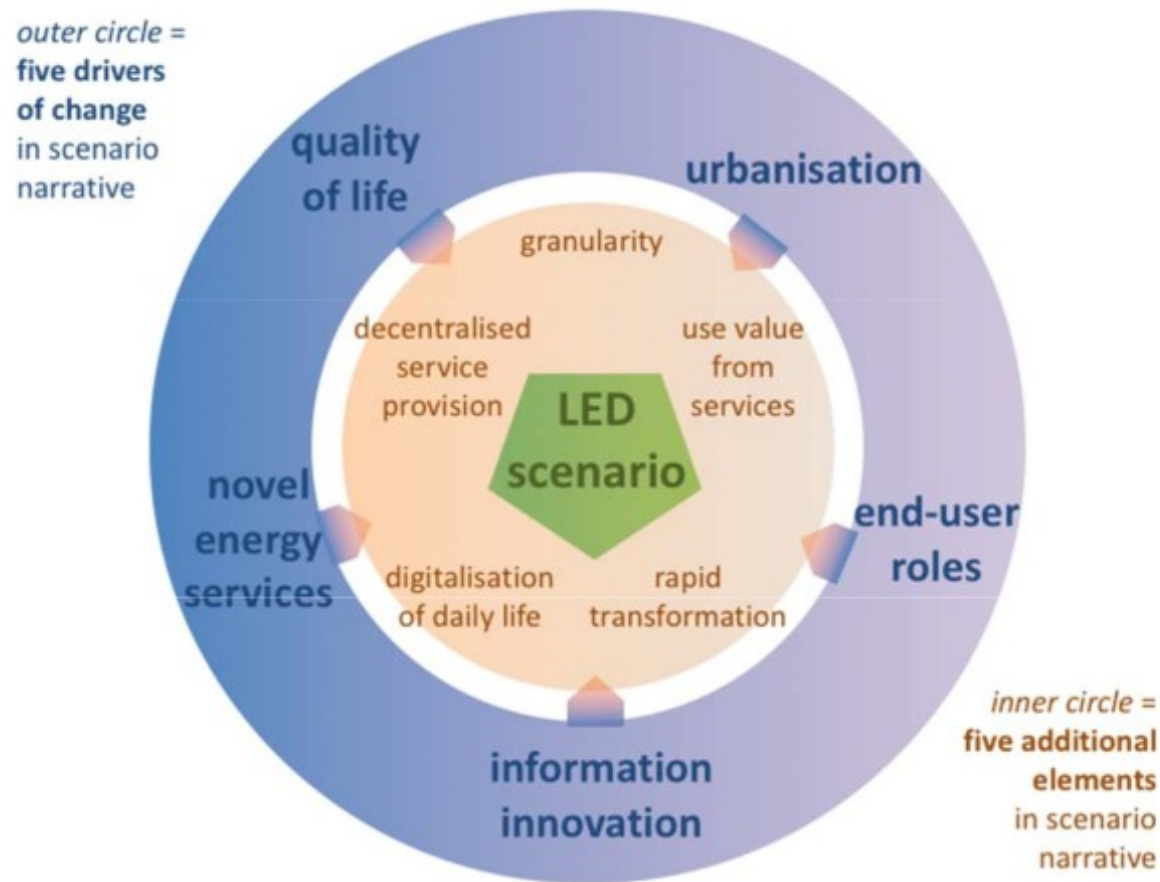 outer circle =
five drivers
of change
in scenario
narrative
quality
of life
urbanisation
granularity
decentralised
service
provision
use value
from
services
LED
scenario
novel
energy
services
end-user
roles
digitalisation
of daily life
rapid
transformation
information
innovation
inner circle =
five additional
elements
in scenario
narrative